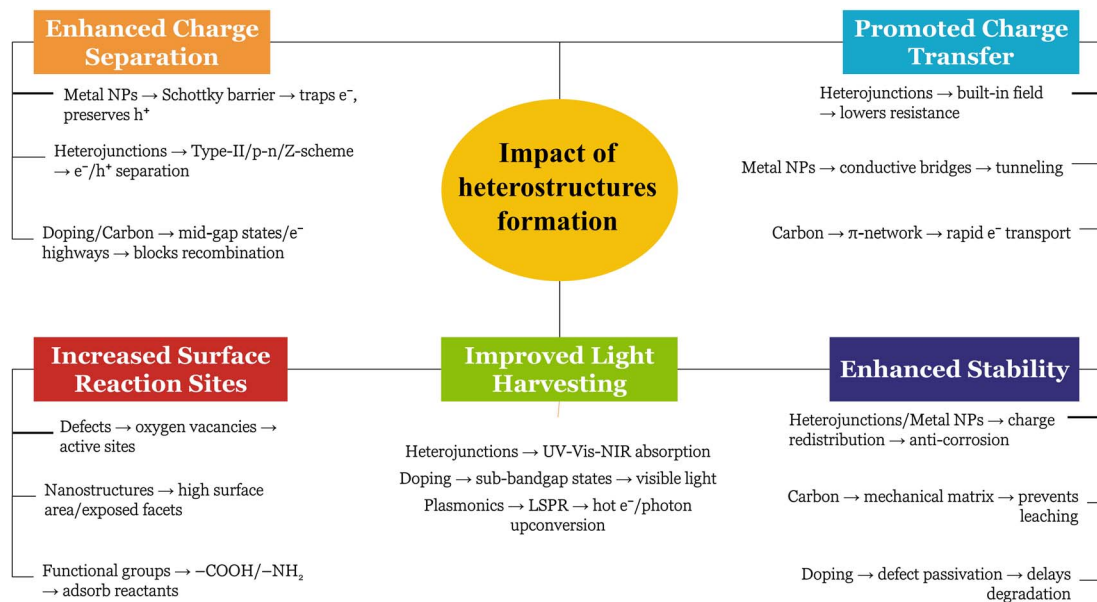 Enhanced Charge
Separation
Metal NPs → Schottky barrier → traps e⁻,
preserves h⁺
Heterojunctions → Type-II/p-n/Z-scheme
→ e⁻/h⁺ separation
Doping/Carbon → mid-gap states/e⁻
highways → blocks recombination
Impact of
heterostructures
formation
Promoted Charge
Transfer
Heterojunctions → built-in field
→ lowers resistance
Metal NPs → conductive bridges → tunneling
Carbon → π-network → rapid e⁻ transport
Increased Surface
Reaction Sites
Defects → oxygen vacancies →
active sites
Nanostructures → high surface
area/exposed facets
Functional groups → –COOH/–NH₂
→ adsorb reactants
Improved Light
Harvesting
Heterojunctions → UV-Vis-NIR absorption
Doping → sub-bandgap states → visible light
Plasmonics → LSPR → hot e⁻/photon
upconversion
Enhanced Stability
Heterojunctions/Metal NPs → charge
redistribution → anti-corrosion
Carbon → mechanical matrix → prevents
leaching
Doping → defect passivation → delays
degradation